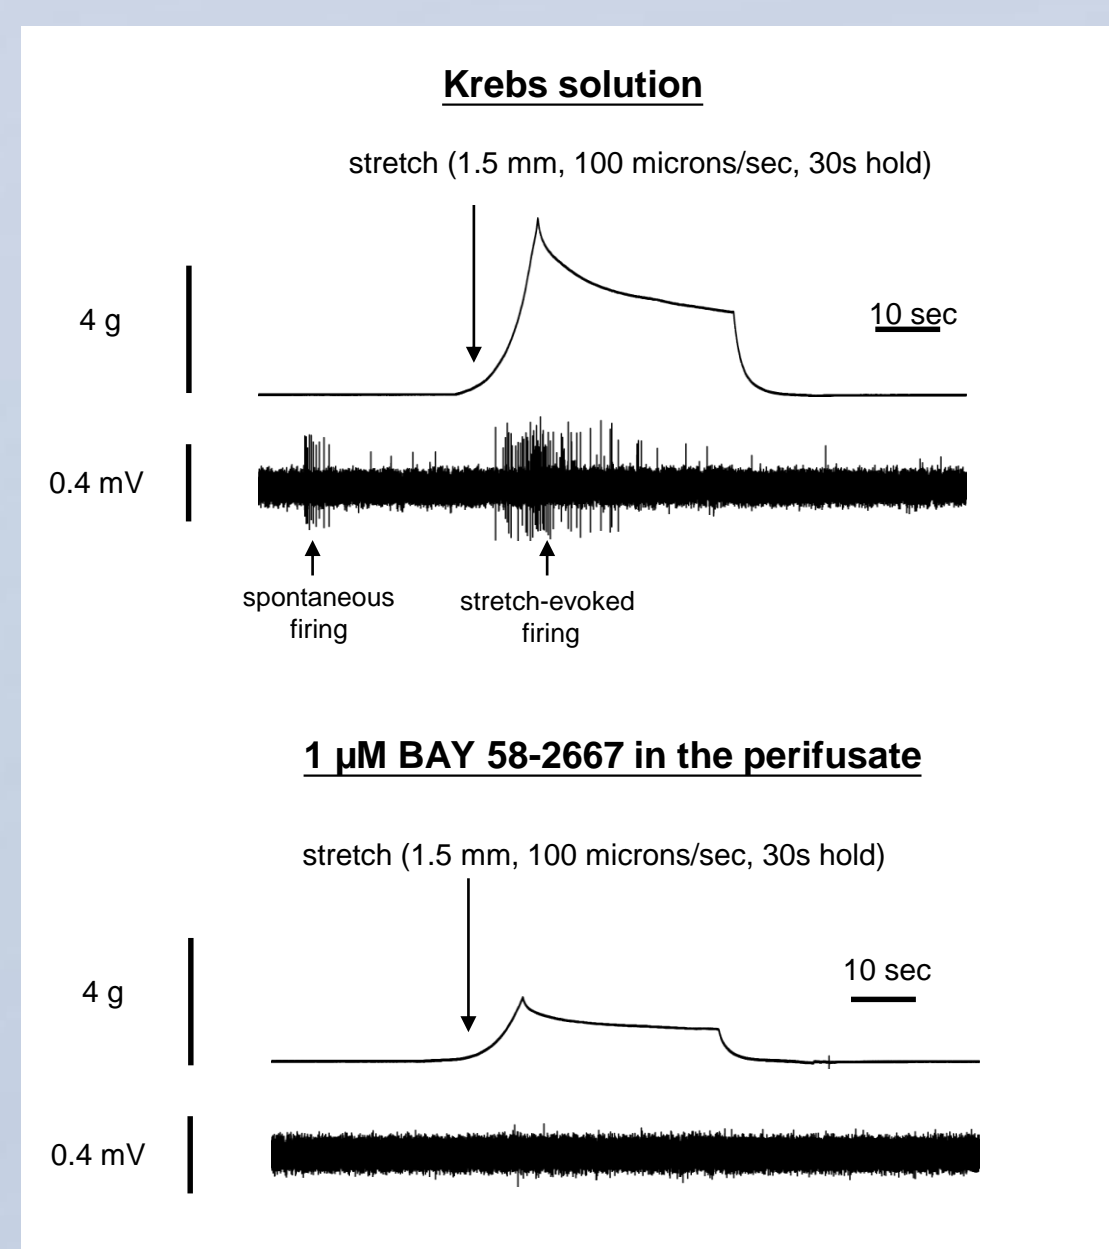 Krebs solution
stretch (1.5 mm, 100 microns/sec, 30s hold)
4 g
10 sec
0.4 mV
spontaneous
firing
stretch-evoked
firing
1 µM BAY 58-2667 in the perifusate
stretch (1.5 mm, 100 microns/sec, 30s hold)
4 g
10 sec
0.4 mV